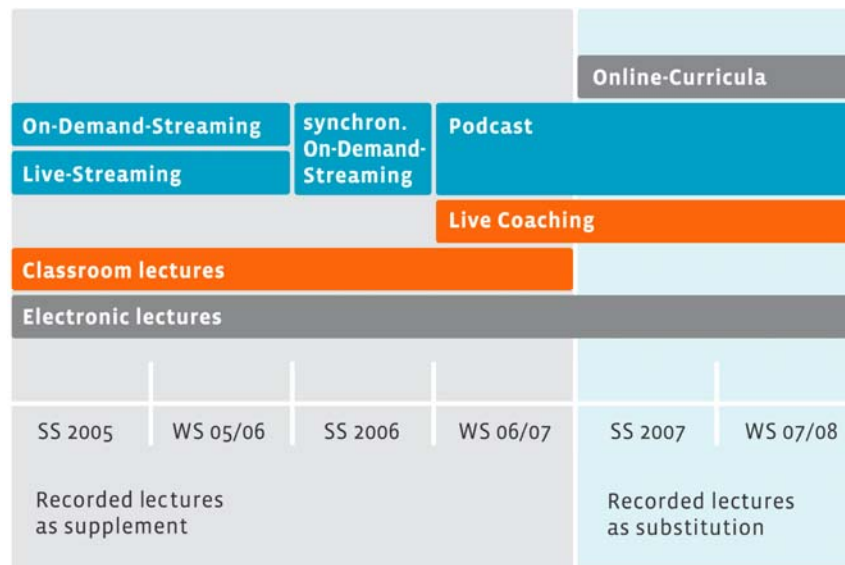 Online-Curricula
On-Demand-Streaming
Live-Streaming
synchron.
On-Demand-
Streaming
Podcast
Live Coaching
Classroom lectures
Electronic lectures
SS 2005
WS 05/06
SS 2006
WS 06/07
SS 2007
WS 07/08
Recorded lectures
as supplement
Recorded lectures
as substitution